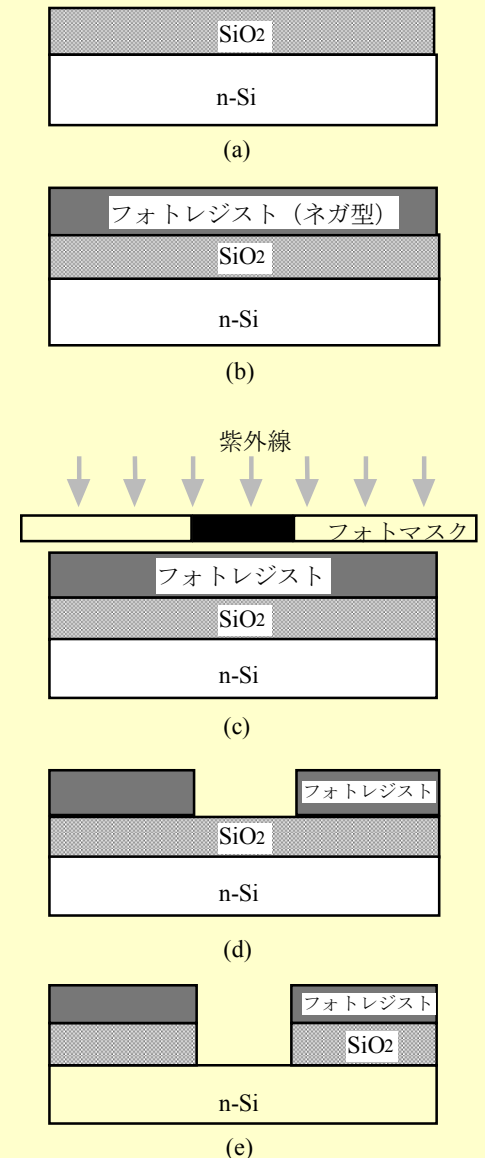 SiO2
n-Si
(a)
フォトレジスト（ネガ型）
SiO2
n-Si
(b)
紫外線
フォトマスク
フォトレジスト
SiO2
n-Si
(c)
フォトレジスト
SiO2
n-Si
(d)
フォトレジスト
SiO2
n-Si
(e)